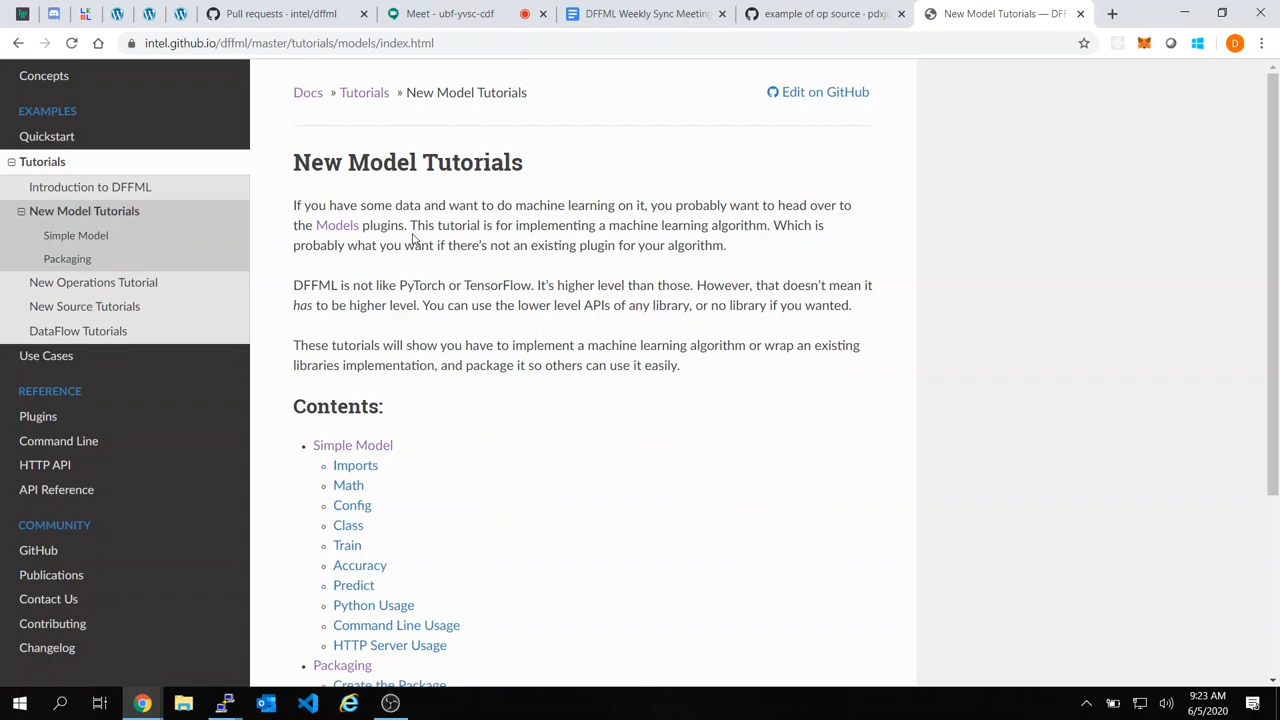 Pull requests · intel/dffml
Meet - ubf-yvsc-cdf
DFFML Weekly Sync Meeting
example of op source · pdxjc
New Model Tutorials — DFF
intel.github.io/dffml/master/tutorials/models/index.html
D
Concepts
EXAMPLES
Quickstart
Tutorials
Introduction to DFFML
New Model Tutorials
Simple Model
Packaging
New Operations Tutorial
New Source Tutorials
DataFlow Tutorials
Use Cases
REFERENCE
Plugins
Command Line
HTTP API
API Reference
COMMUNITY
GitHub
Publications
Contact Us
Contributing
Changelog
Docs » Tutorials » New Model Tutorials
Edit on GitHub
New Model Tutorials
If you have some data and want to do machine learning on it, you probably want to head over to
the Models plugins. This tutorial is for implementing a machine learning algorithm. Which is
probably what you want if there's not an existing plugin for your algorithm.
DFFML is not like PyTorch or TensorFlow. It's higher level than those. However, that doesn't mean it
has to be higher level. You can use the lower level APIs of any library, or no library if you wanted.
These tutorials will show you have to implement a machine learning algorithm or wrap an existing
libraries implementation, and package it so others can use it easily.
Contents:
• Simple Model
◦ Imports
◦ Math
◦ Config
◦ Class
◦ Train
◦ Accuracy
◦ Predict
◦ Python Usage
◦ Command Line Usage
◦ HTTP Server Usage
• Packaging
◦ Create the Package
9:23 AM
6/5/2020